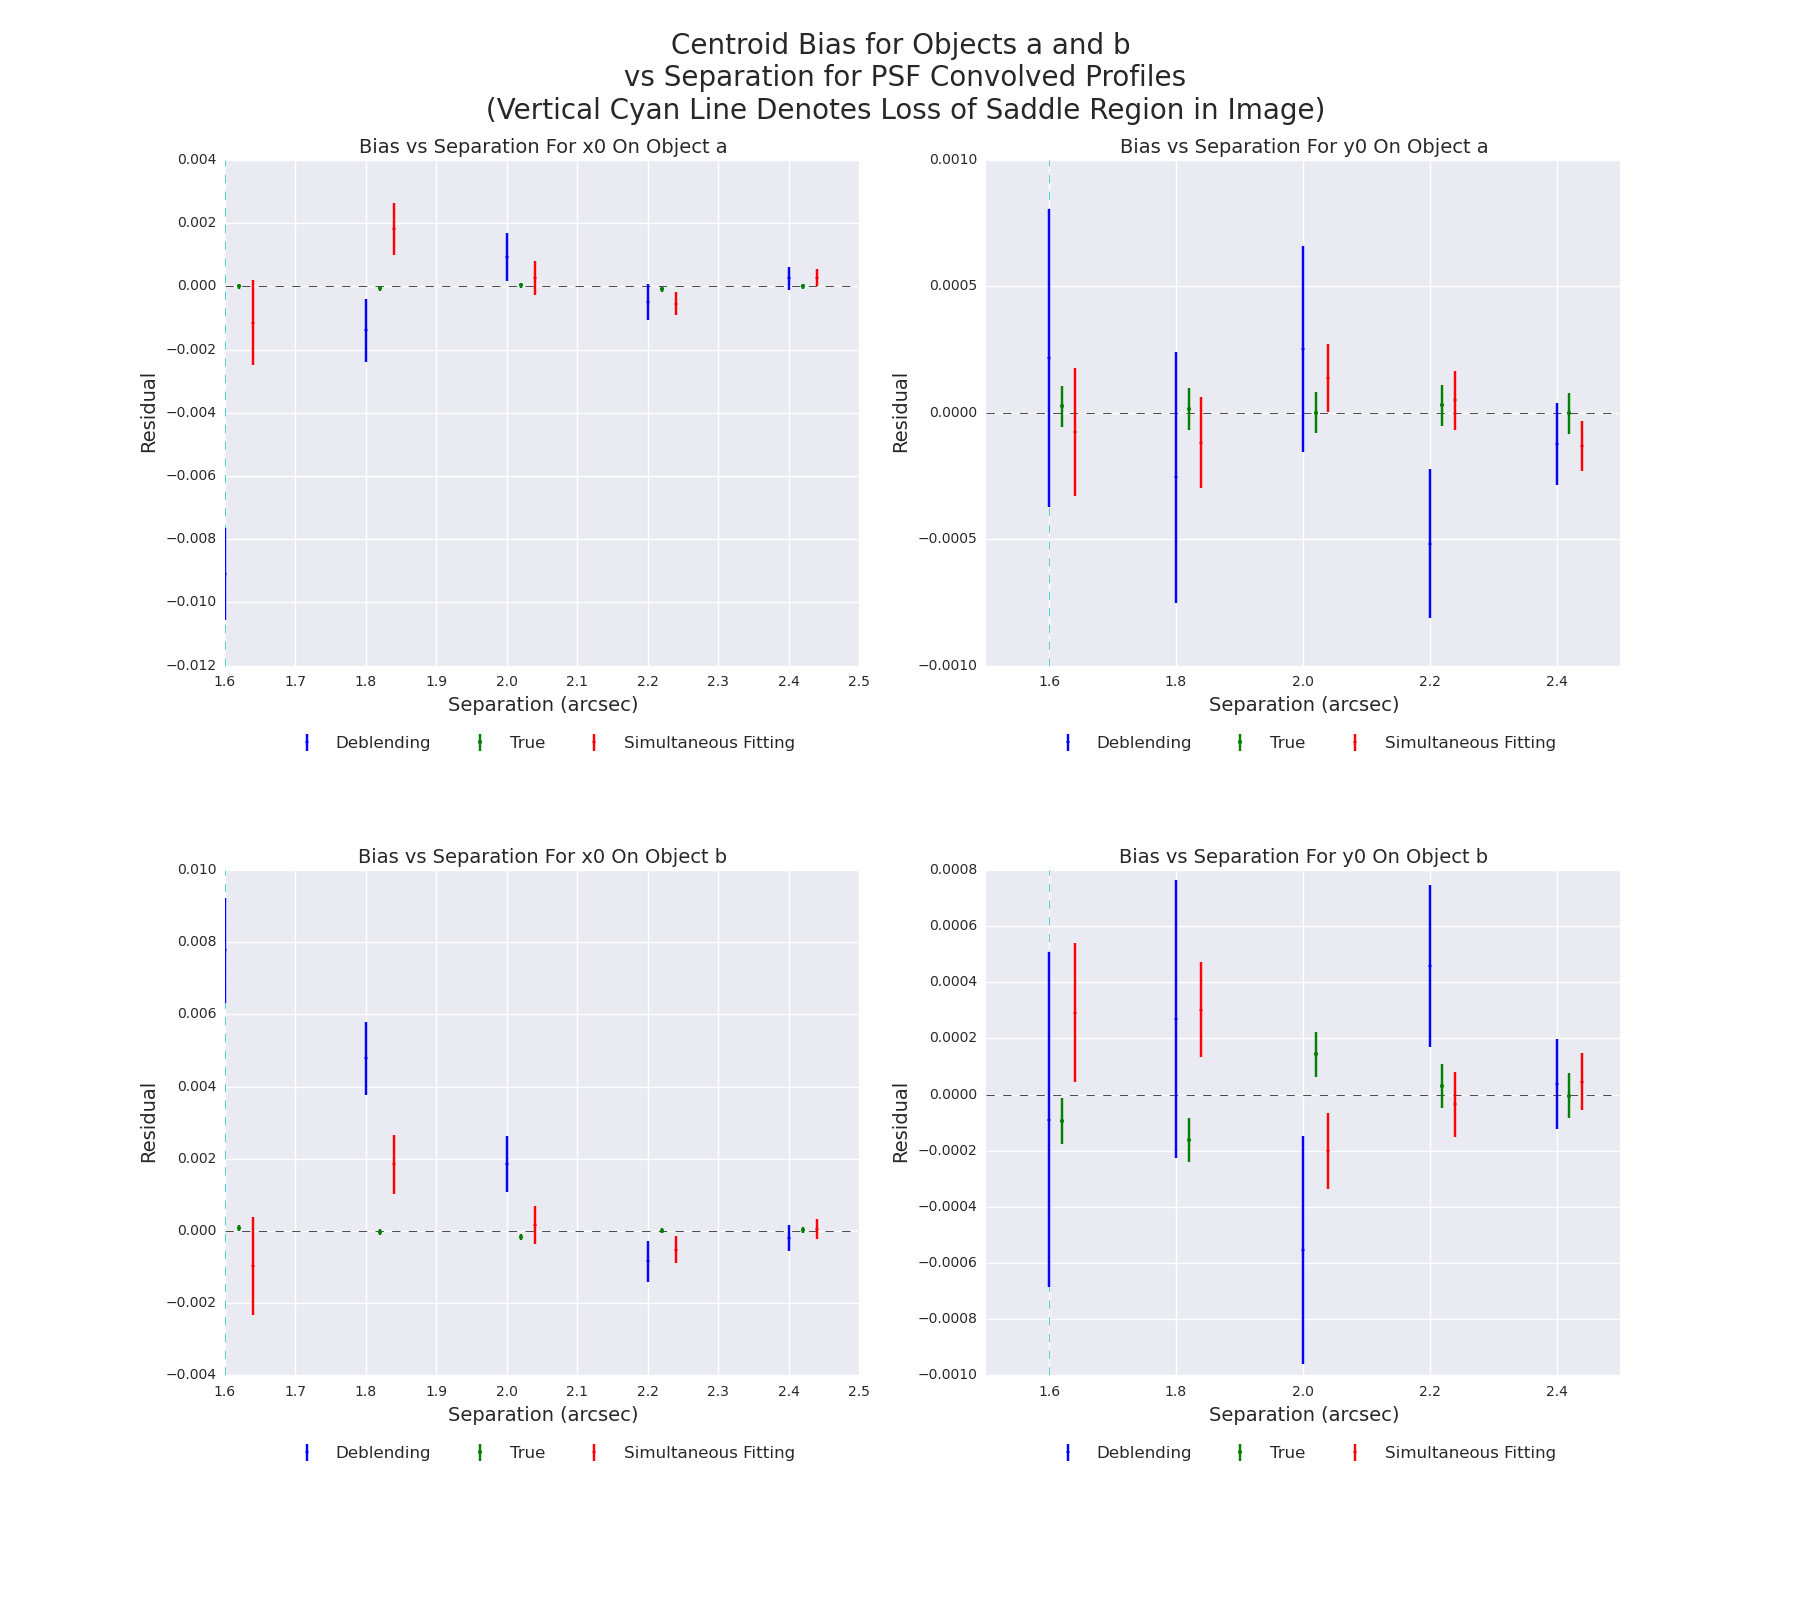 Centroid Bias for Objects a and b
vs Separation for PSF Convolved Profiles
(Vertical Cyan Line Denotes Loss of Saddle Region in Image)
Bias vs Separation For x0 On Object a
0.004
0.002
0.000
−0.002
−0.004
−0.006
−0.008
−0.010
−0.012
Residual
1.6 1.7 1.8 1.9 2.0 2.1 2.2 2.3 2.4 2.5
Separation (arcsec)
Deblending True Simultaneous Fitting
Bias vs Separation For y0 On Object a
0.0010
0.0005
0.0000
−0.0005
−0.0010
Residual
1.6 1.8 2.0 2.2 2.4
Separation (arcsec)
Deblending True Simultaneous Fitting
Bias vs Separation For x0 On Object b
0.010
0.008
0.006
0.004
0.002
0.000
−0.002
−0.004
Residual
1.6 1.7 1.8 1.9 2.0 2.1 2.2 2.3 2.4 2.5
Separation (arcsec)
Deblending True Simultaneous Fitting
Bias vs Separation For y0 On Object b
0.0008
0.0006
0.0004
0.0002
0.0000
−0.0002
−0.0004
−0.0006
−0.0008
−0.0010
Residual
1.6 1.8 2.0 2.2 2.4
Separation (arcsec)
Deblending True Simultaneous Fitting